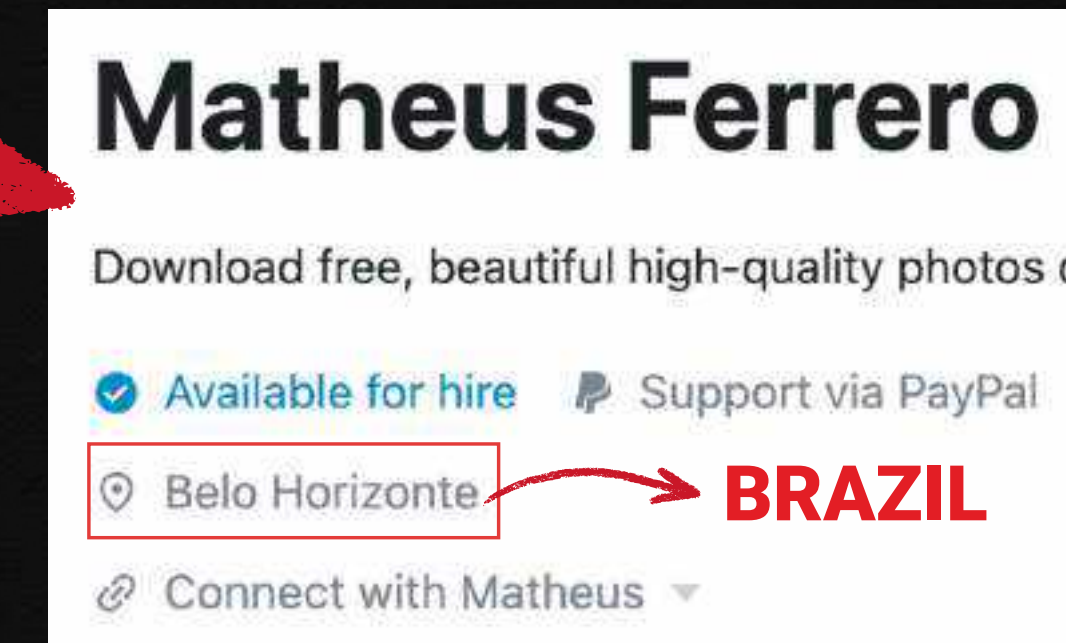 Matheus Ferrero
Download free, beautiful high-quality photos
Available for hire Support via PayPal
Belo Horizonte BRAZIL
Connect with Matheus